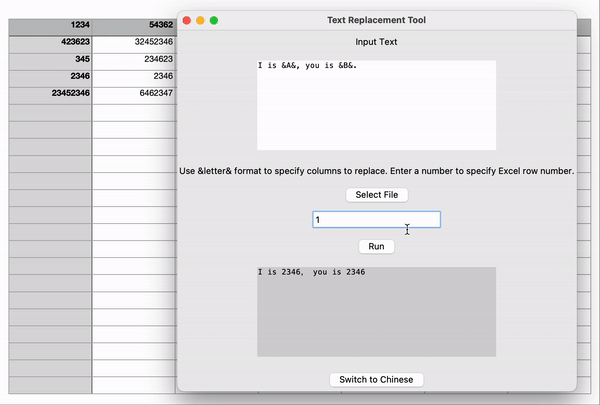 Text Replacement Tool
1234 54362
423623 32452346
345 234623
2346 2346
23452346 6462347
Input Text
I is &A&, you is &B&.
Use &letter& format to specify columns to replace. Enter a number to specify Excel row number.
Select File
1
Run
I is 2346, you is 2346
Switch to Chinese